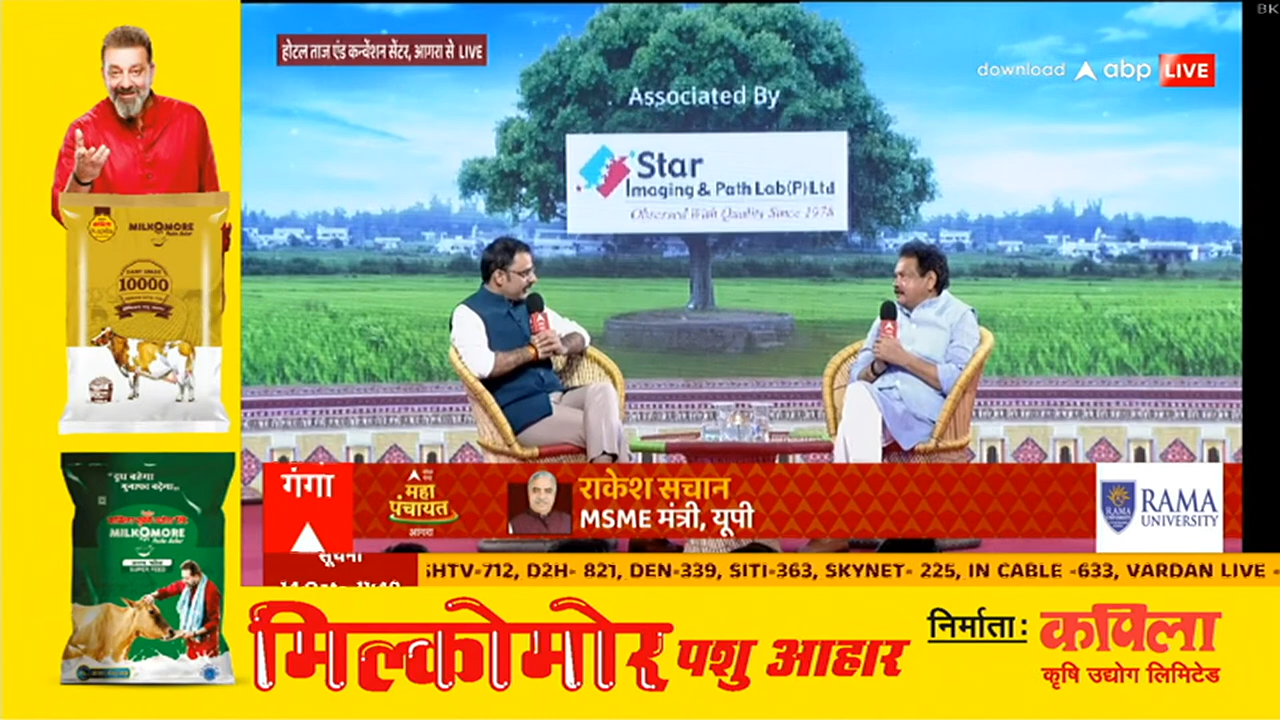 BK
होटल ताज एंड कन्वेंशन सेंटर, आगरा से LIVE
download abp LIVE
Associated By
Star
Imaging & Path Lab(P)Ltd
Observed With Quality Since 1978
MILKOMORE
10000
गंगा
महा
पंचायत
आगरा
राकेश सचान
MSME मंत्री, यूपी
RAMA
UNIVERSITY
सूचना
SHTV-712, D2H- 821, DEN-339, SITI-363, SKYNET- 225, IN CABLE -633, VARDAN LIVE -
दूध बढ़ेगा
मुनाफा बढ़ेगा..
MILKOMORE
SUPER FEED
मिल्कोमोर पशु आहार
निर्माता: कपिला
कृषि उद्योग लिमिटेड